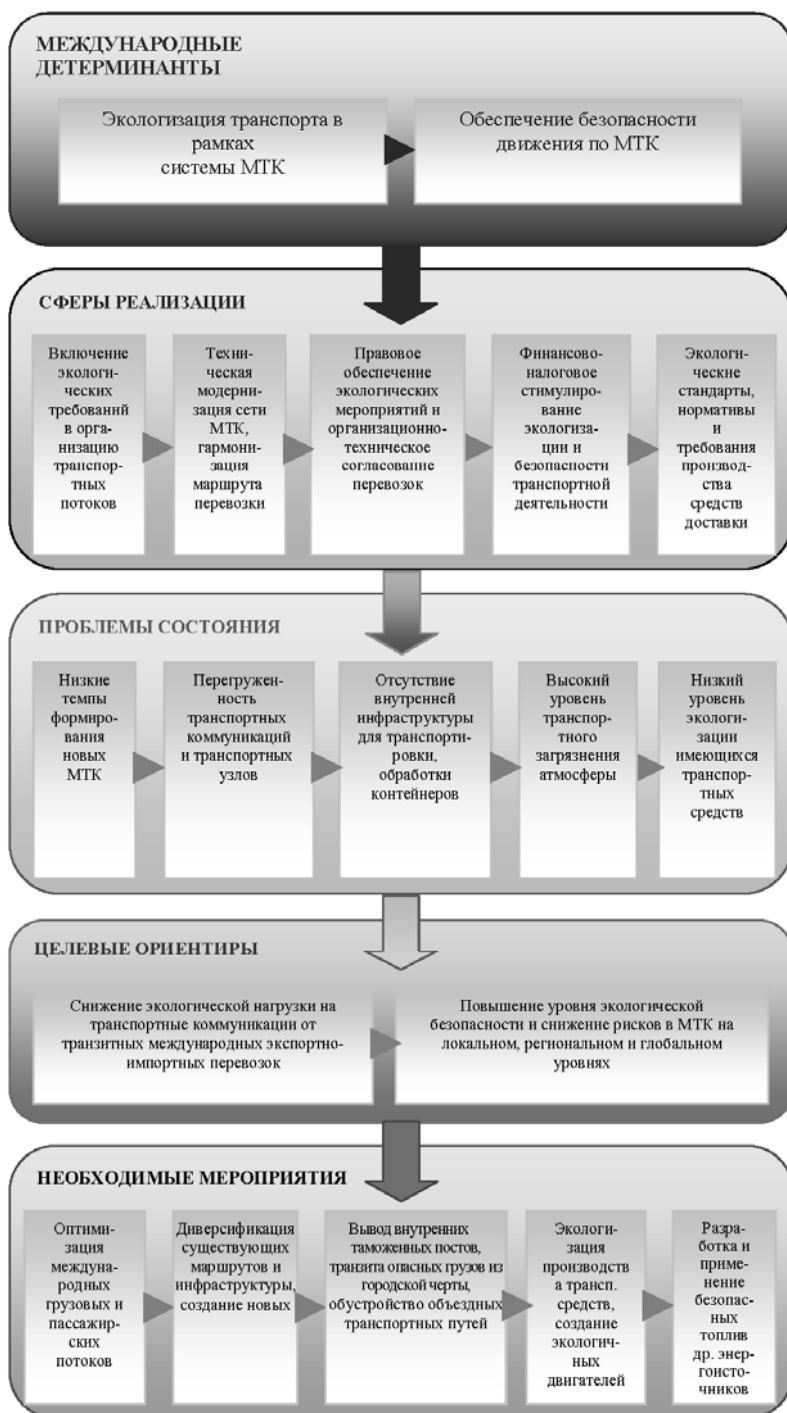 МЕЖДУНАРОДНЫЕ
ДЕТЕРМИНАНТЫ
Экологизация транспорта в
рамках
системы МТК
Обеспечение безопасности
движения по МТК
СФЕРЫ РЕАЛИЗАЦИИ
Включение
эколо-
гических
требований
в орга-
низацию
транспор-
тных
потоков
Техни-
ческая
модерни-
зация сети
МТК,
гармони-
зация
маршрута
перевозки
Правовое
обеспечение
экологических
мероприятий и
организационно-
техническое
согласование
перевозок
Финансово-
налоговое
стимулиро-
вание
экологиза-
ции и
безопасности
транспортной
деятельности
Экологи-
ческие
стандарты,
нормативы
и
требования
производ-
ства
средств
доставки
ПРОБЛЕМЫ СОСТОЯНИЯ
Низкие
темпы
формиро-
вания
новых
МТК
Перегружен-
ность
транспортных
коммуникаций
и транспортных
узлов
Отсутствие
внутренней
инфраструктуры
для транспорти-
ровки,
обработки
контейнеров
Высокий
уровень
транспор-
тного
загрязнения
атмосферы
Низкий
уровень
экологи-
зации
имеющихся
транспор-
тных
средств
ЦЕЛЕВЫЕ ОРИЕНТИРЫ
Снижение экологической нагрузки на
транспортные коммуникации от
транзитных международных экспортно-
импортных перевозок
Повышение уровня экологической
безопасности и снижение рисков в МТК на
локальном, региональном и глобальном
уровнях
НЕОБХОДИМЫЕ МЕРОПРИЯТИЯ
Оптими-
зация
междуна-
родных
грузовых и
пассажир-
ских
потоков
Диверсификация
существующих
маршрутов и
инфраструктуры,
создание новых
Вывод внутренних
таможенных постов,
транзита опасных грузов из
городской черты,
обустройство объездных
транспортных путей
Экологи-
зация
производств
а трансп.
средств,
создание
экологич-
ных
двигателей
Разра-
ботка и
приме-
нение
безопас-
ных
топлив
др. энер-
гоисто-
чников